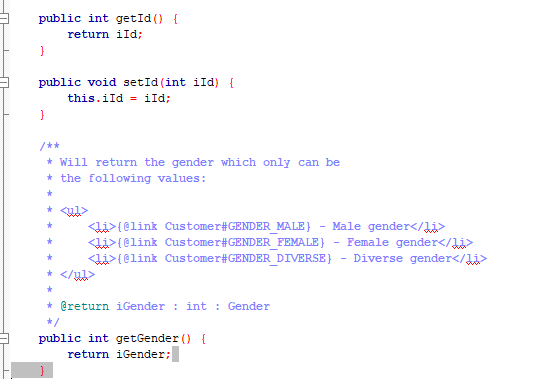 public int getId() {
return iId;
}
public void setId(int iId) {
this.iId = iId;
}
/**
* Will return the gender which only can be
* the following values:
*
* <ul>
* <li>{@link Customer#GENDER_MALE} - Male gender</li>
* <li>{@link Customer#GENDER_FEMALE} - Female gender</li>
* <li>{@link Customer#GENDER_DIVERSE} - Diverse gender</li>
* </ul>
*
* @return iGender : int : Gender
*/
public int getGender() {
return iGender;
}